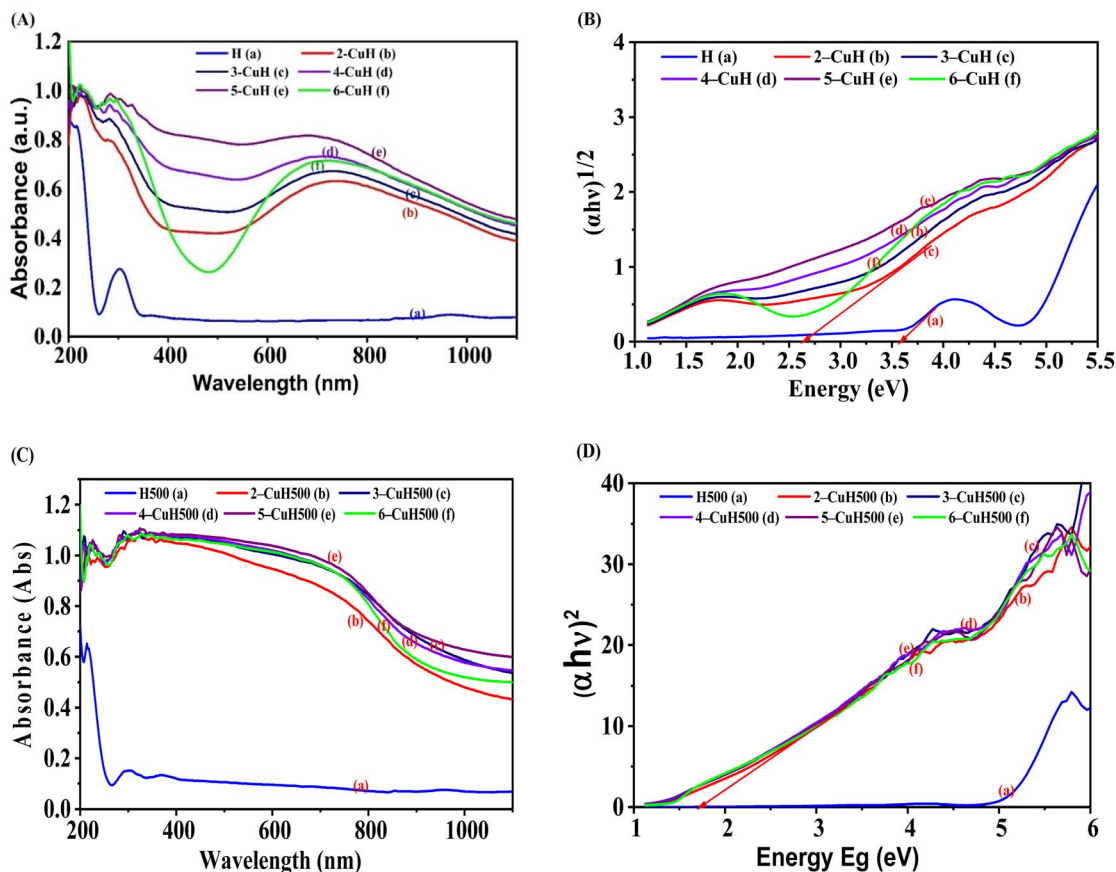 (A)
1.2
1.0
0.8
0.6
0.4
0.2
0.0
Absorbance (a.u.)
H (a) 2-CuH (b)
3-CuH (c) 4-CuH (d)
5-CuH (e) 6-CuH (f)
(e)
(d)
(f)
(c)
(b)
(a)
200 400 600 800 1000
Wavelength (nm)
(B)
4
3
2
1
0
(αhν)1/2
H (a) 2–CuH (b) 3–CuH (c)
4–CuH (d) 5–CuH (e) 6–CuH (f)
(e)
(d) (b)
(c)
(f)
(a)
1.0 1.5 2.0 2.5 3.0 3.5 4.0 4.5 5.0 5.5
Energy (eV)
(C)
1.2
1.0
0.8
0.6
0.4
0.2
0.0
Absorbance (Abs)
H500 (a) 2–CuH500 (b) 3–CuH500 (c)
4–CuH500 (d) 5–CuH500 (e) 6–CuH500 (f)
(e)
(b) (f)
(d) (c)
(a)
200 400 600 800 1000
Wavelength (nm)
(D)
40
30
20
10
0
(αhν)2
H500 (a) 2–CuH500 (b) 3–CuH500 (c)
4–CuH500 (d) 5–CuH500 (e) 6–CuH500 (f)
(c)
(b)
(d)
(e)
(f)
(a)
1 2 3 4 5 6
Energy Eg (eV)